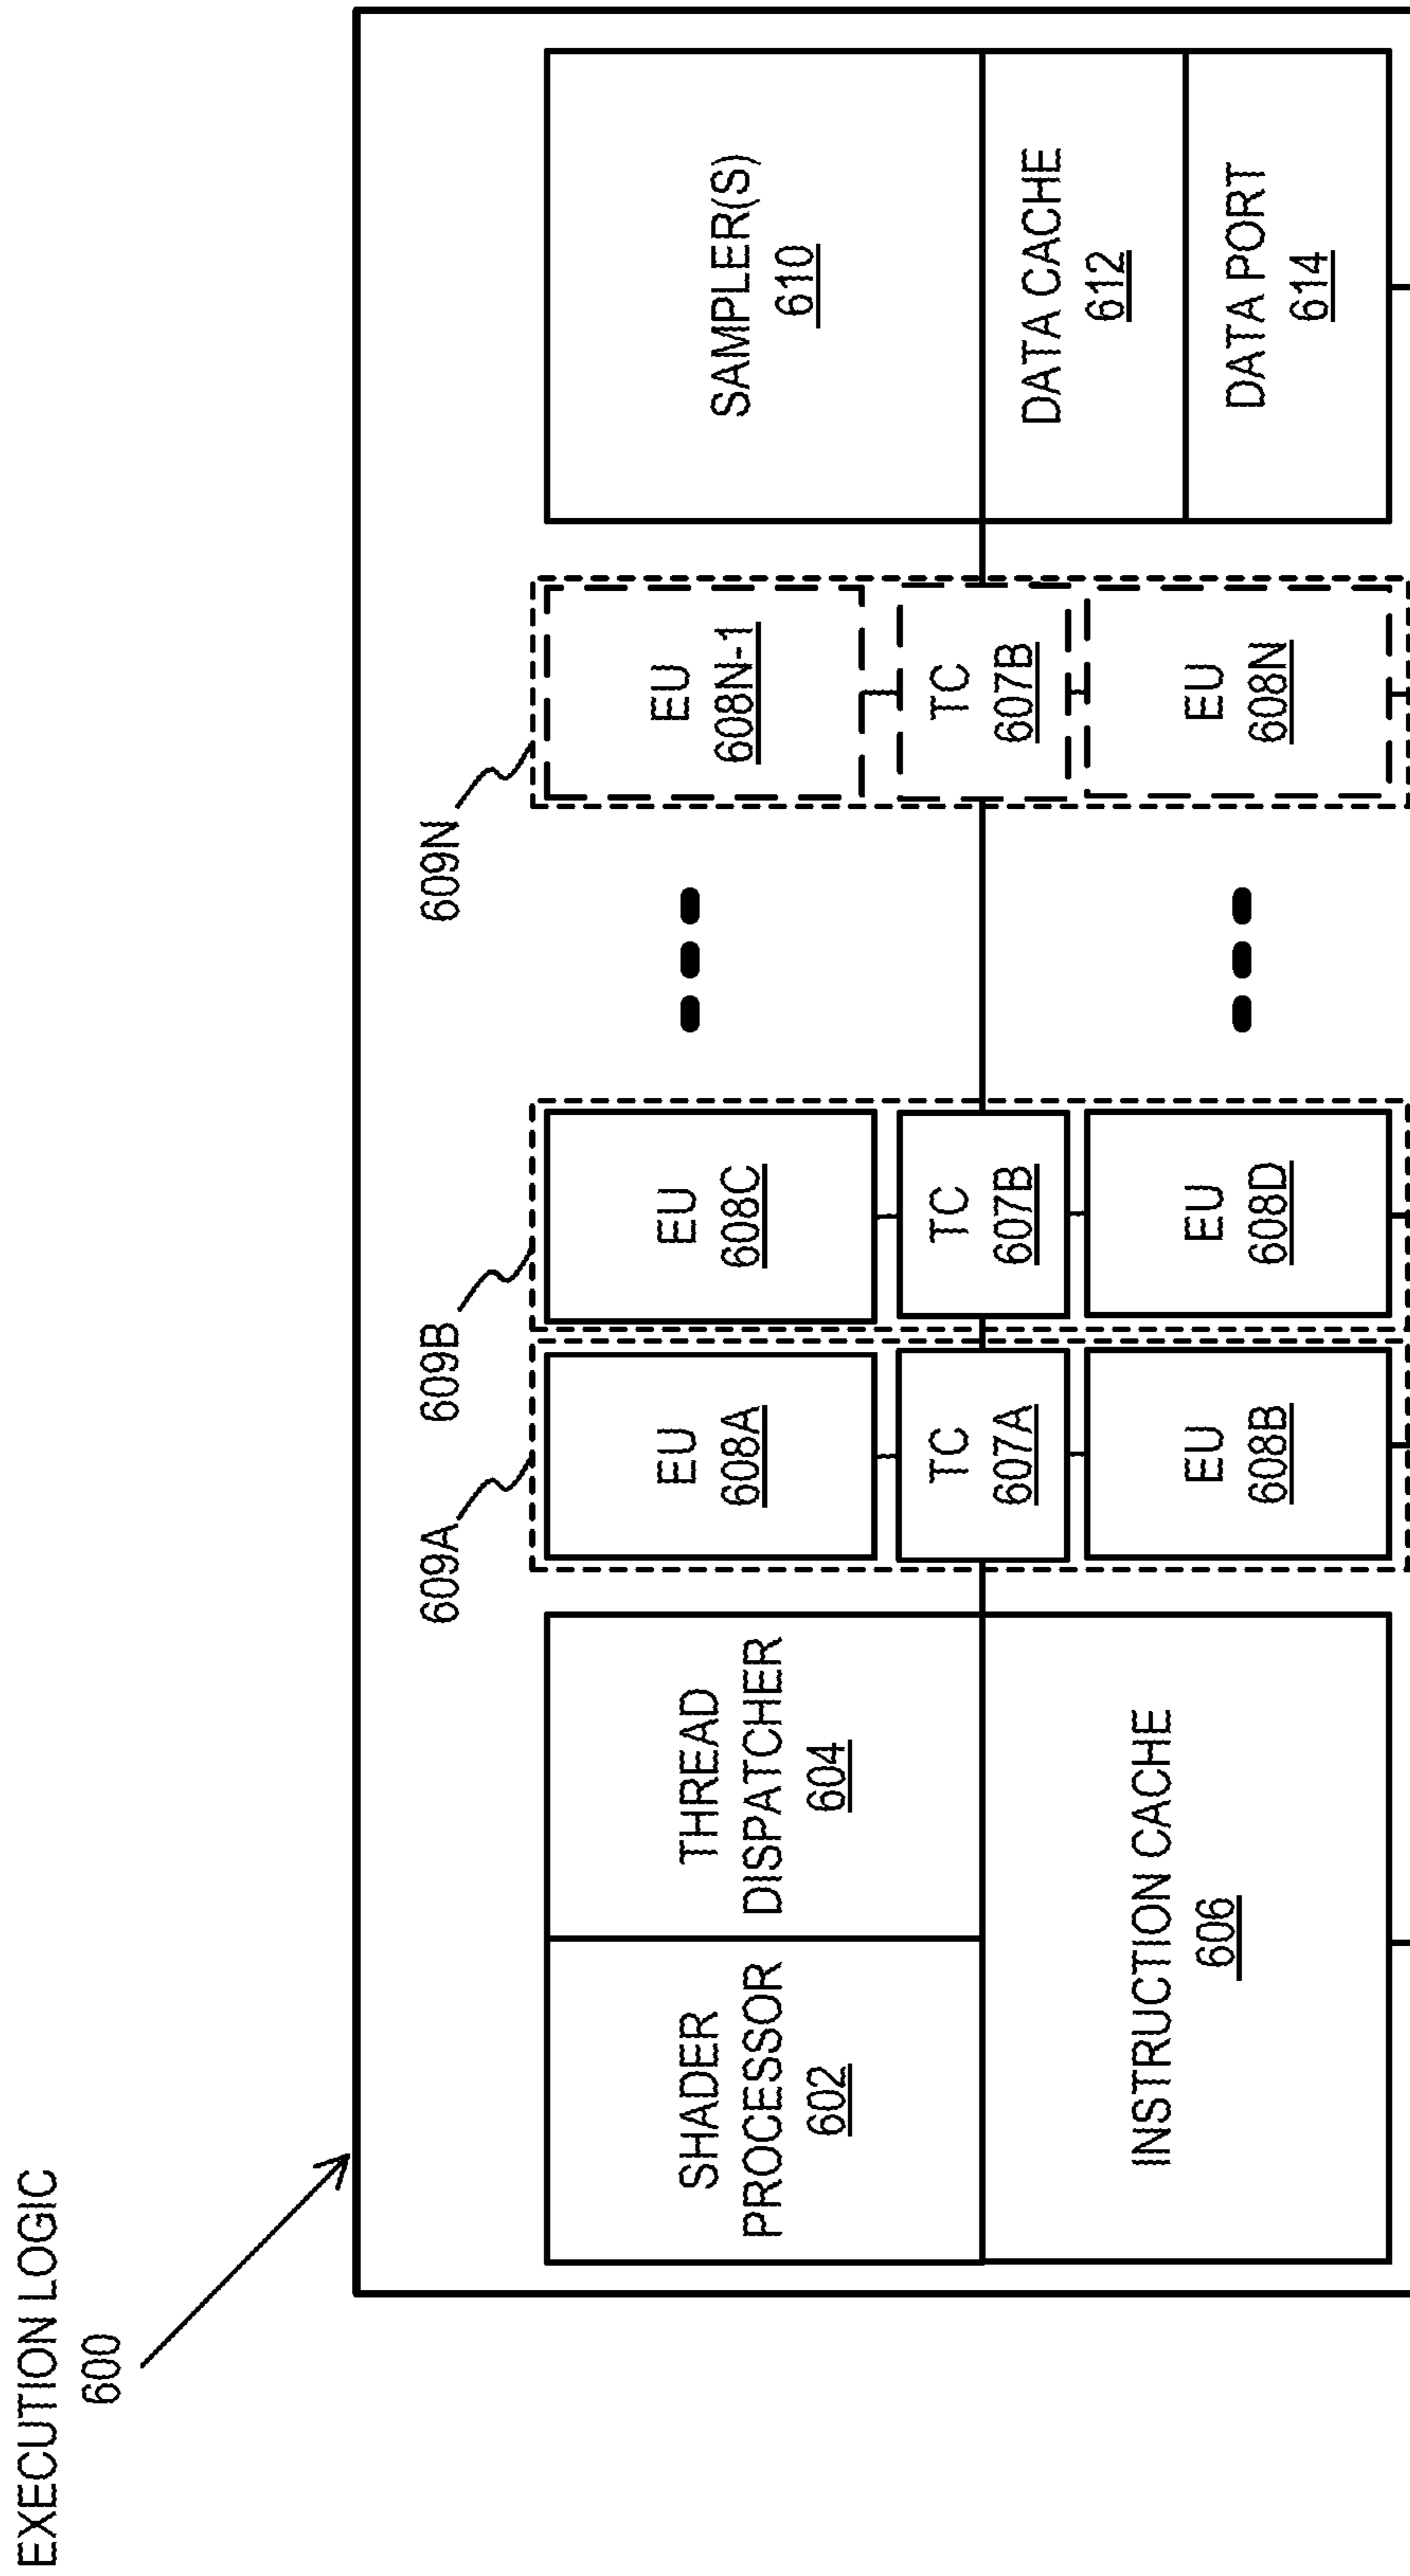 EXECUTION LOGIC
600
609A
609B
609N
SHADER
PROCESSOR
602
THREAD
DISPATCHER
604
INSTRUCTION CACHE
606
EU
608A
TC
607A
EU
608B
EU
608C
TC
607B
EU
608D
EU
608N-1
TC
607B
EU
608N
SAMPLER(S)
610
DATA CACHE
612
DATA PORT
614